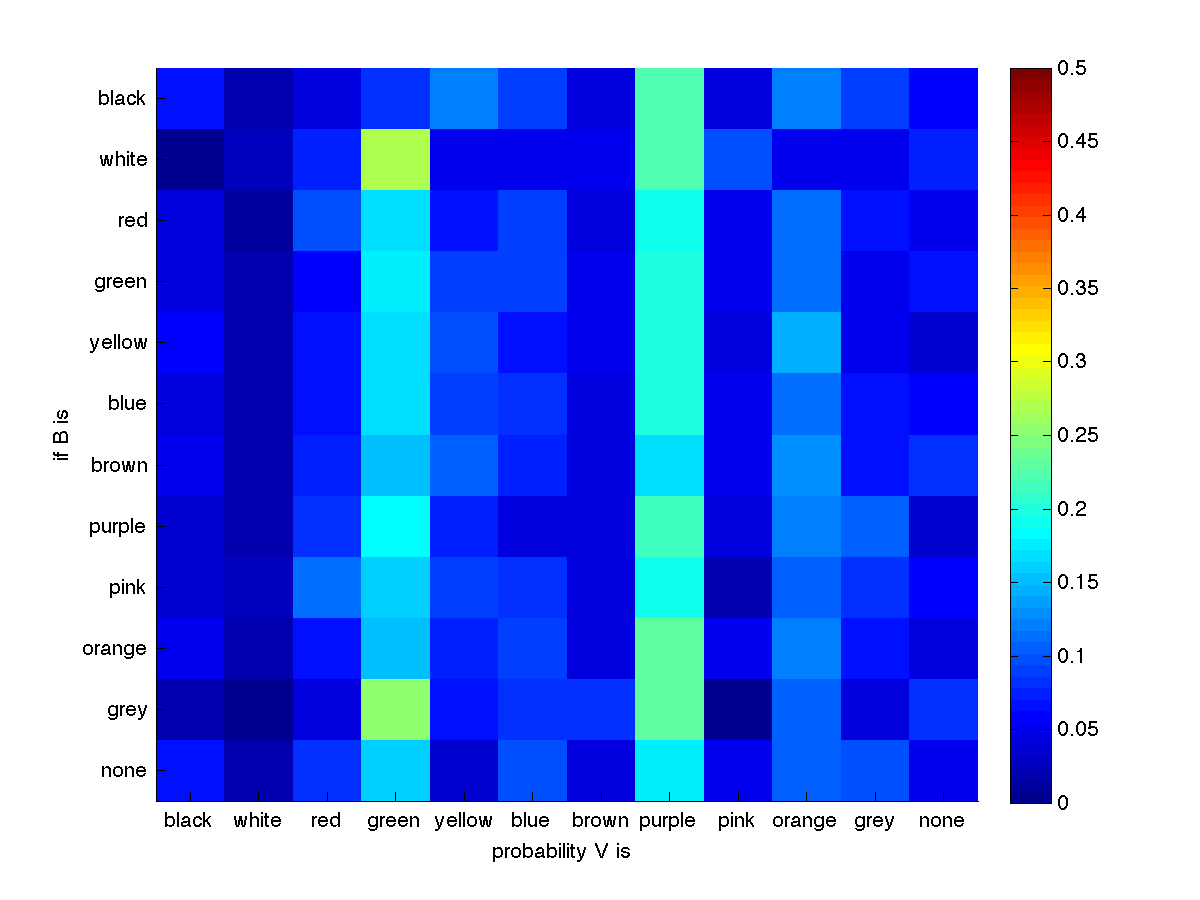 black
white
red
green
yellow
blue
brown
purple
pink
orange
grey
none
if B is
black white red green yellow blue brown purple pink orange grey none
probability V is
0.5
0.45
0.4
0.35
0.3
0.25
0.2
0.15
0.1
0.05
0